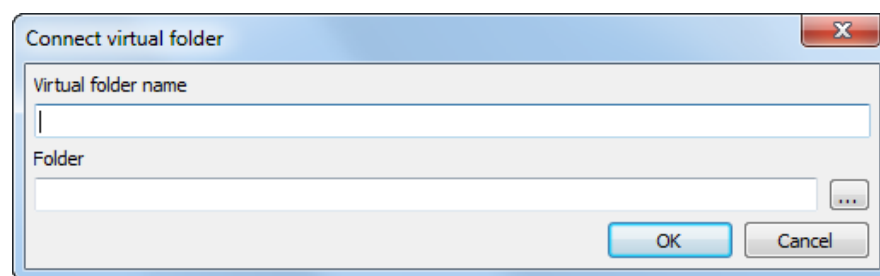 Connect virtual folder
Virtual folder name
Folder
...
OK Cancel